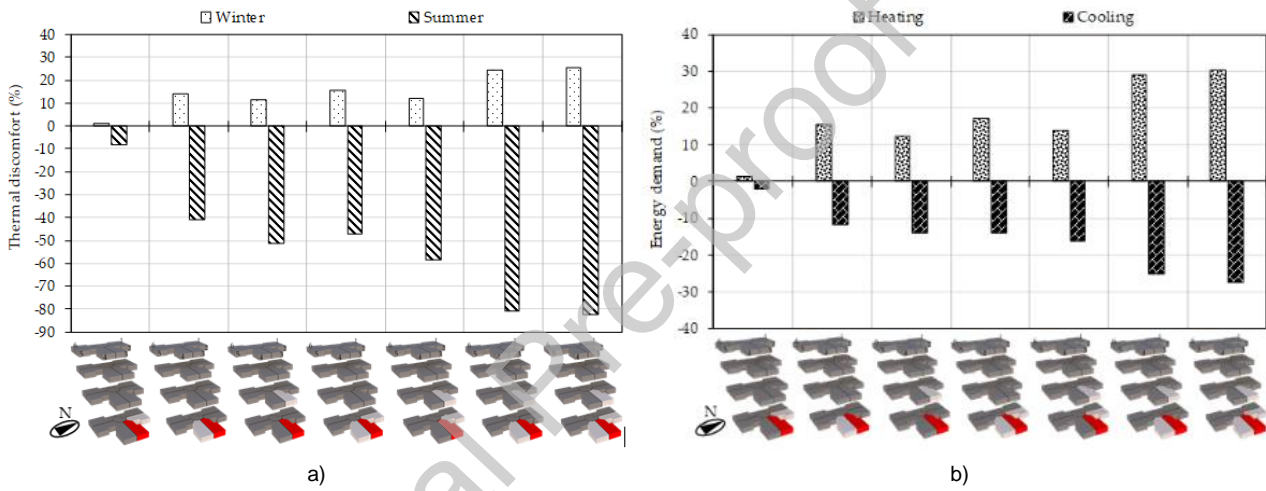 Winter Summer
Thermal discomfort (%)
40
30
20
10
0
-10
-20
-30
-40
-50
-60
-70
-80
-90
N
a)
Heating Cooling
Energy demand (%)
40
30
20
10
0
-10
-20
-30
-40
N
b)
al Pre-proof